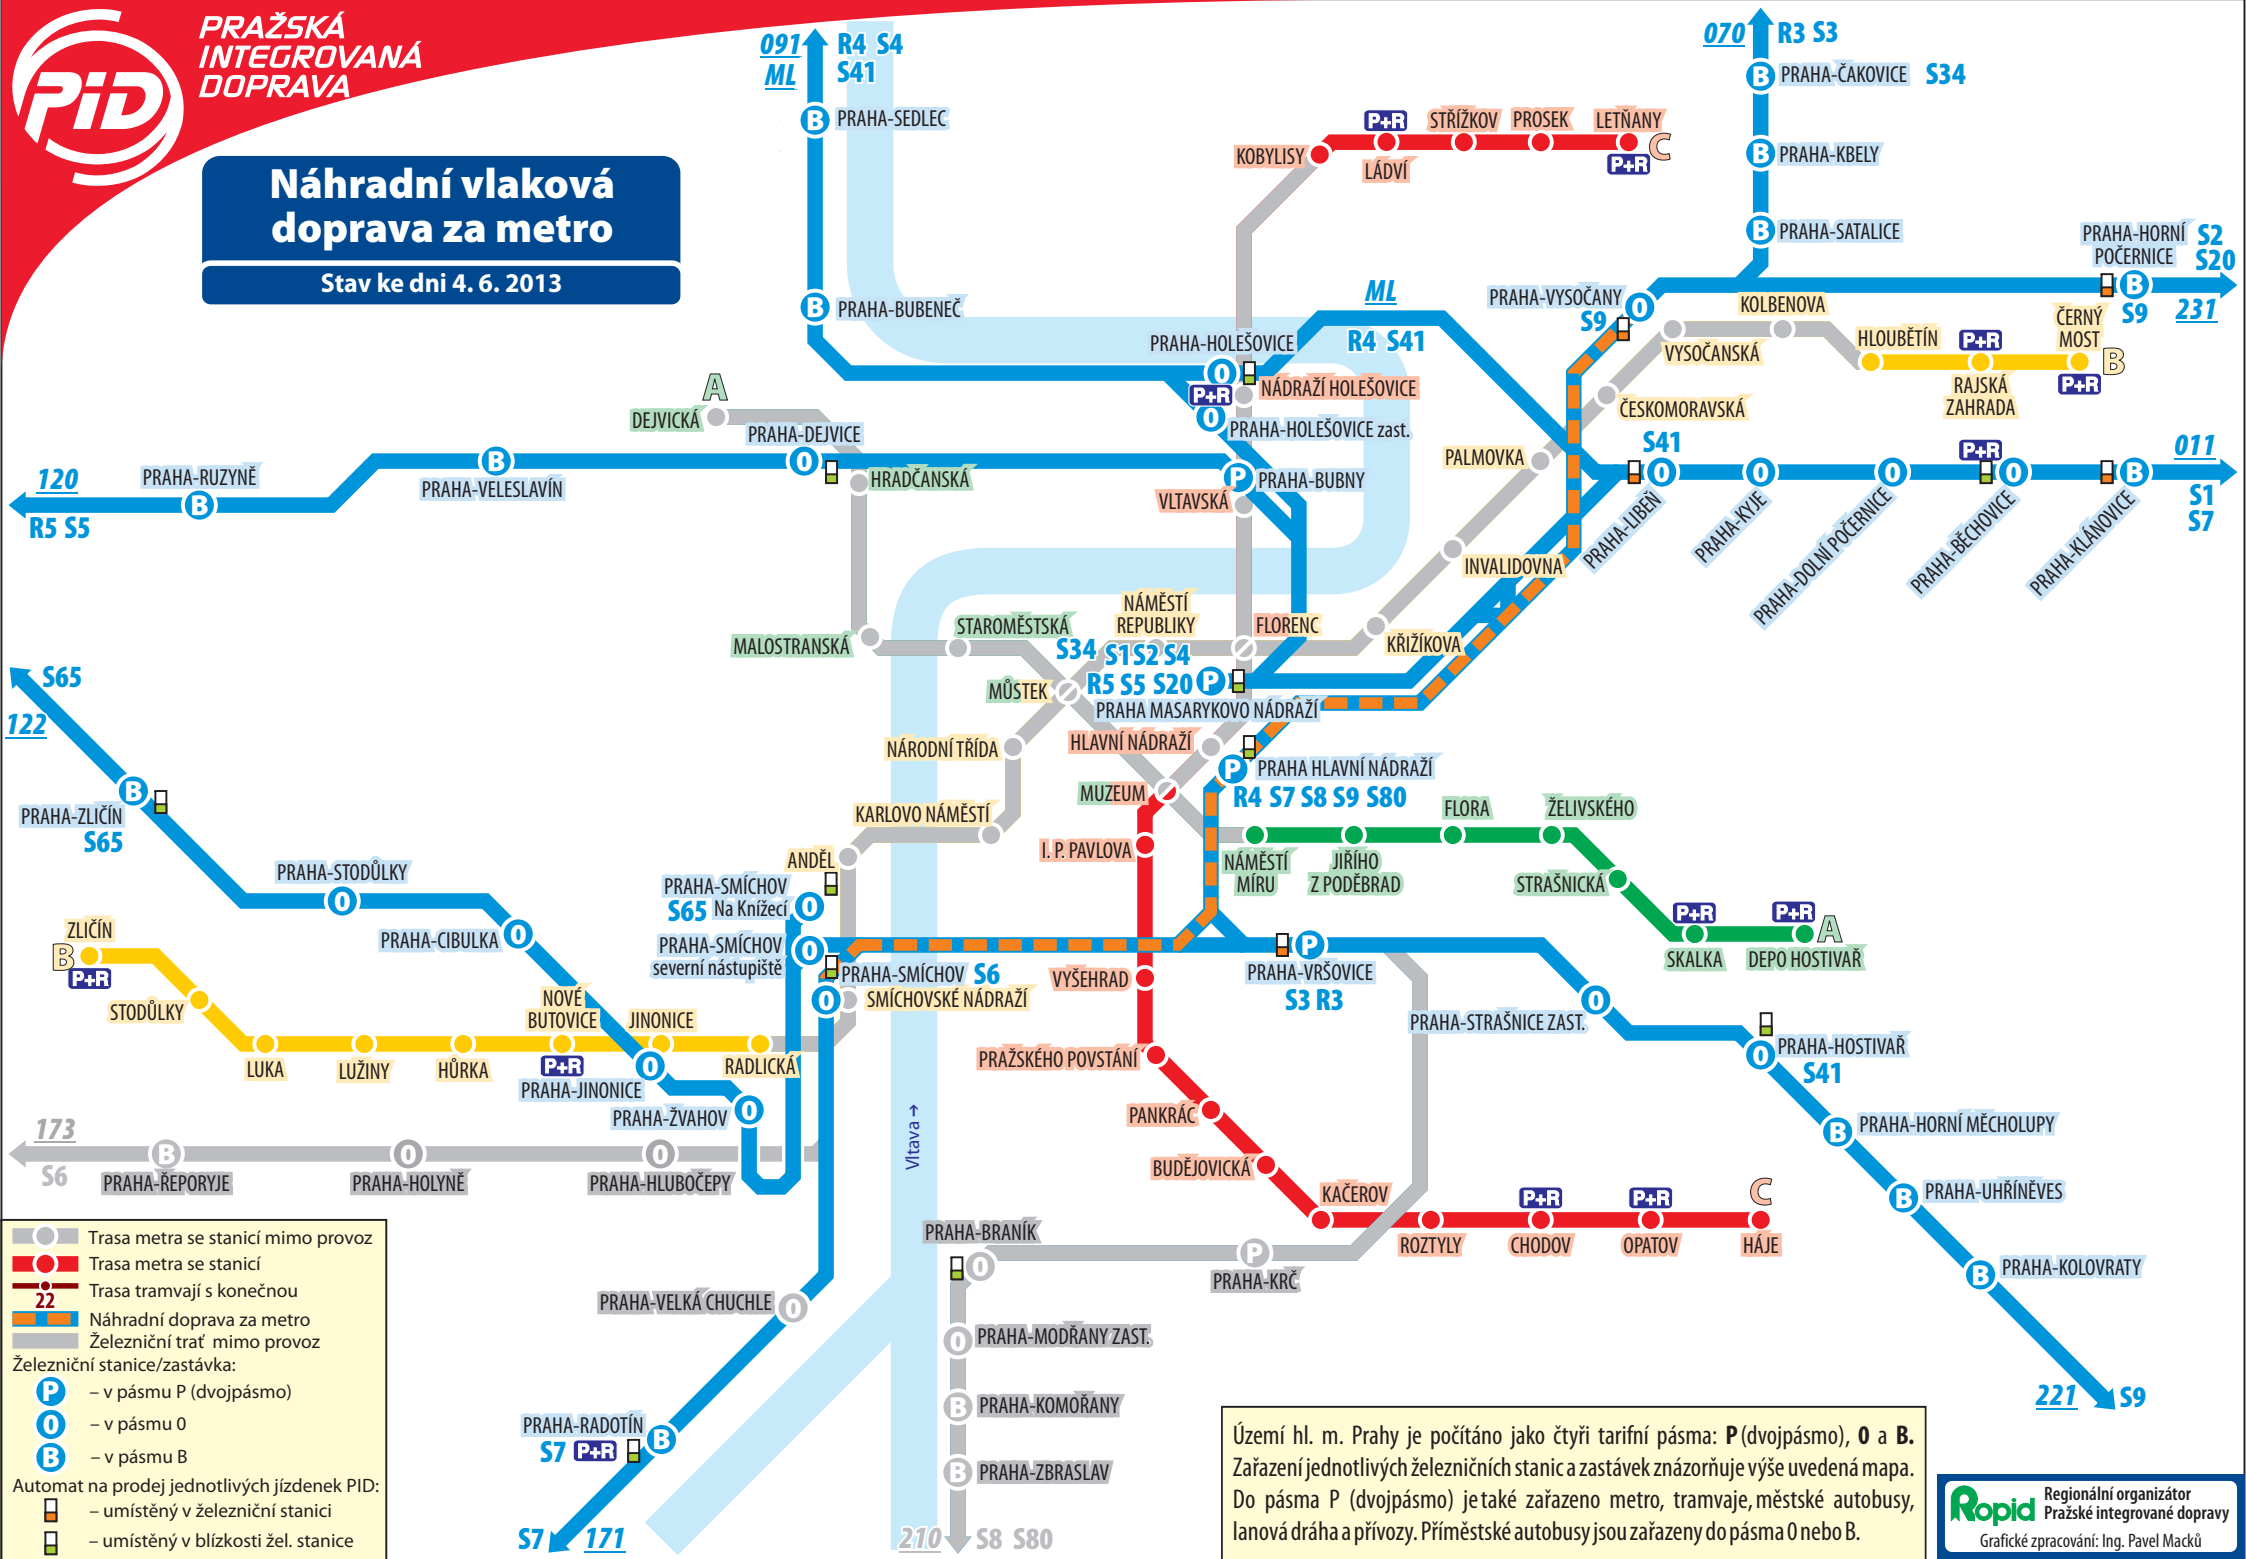 PRAŽSKÁ
INTEGROVANÁ
DOPRAVA
PID
Náhradní vlaková
doprava za metro
Stav ke dni 4. 6. 2013
091
ML
R4 S4
S41
PRAHA-SEDLEC
PRAHA-BUBENEČ
070
R3 S3
PRAHA-ČAKOVICE S34
PRAHA-KBELY
PRAHA-SATALICE
PRAHA-HORNÍ
POČERNICE
S2
S20
S9
231
P+R
STŘÍŽKOV
PROSEK
LETŇANY
C
KOBYLISY
LÁDVÍ
P+R
ML
R4 S41
PRAHA-VYSOČANY
S9
KOLBENOVA
VYSOČANSKÁ
HLOUBĚTÍN
P+R
RAJSKÁ
ZAHRADA
ČERNÝ
MOST
B
P+R
PRAHA-HOLEŠOVICE
P+R
NÁDRAŽÍ HOLEŠOVICE
PRAHA-HOLEŠOVICE zast.
ČESKOMORAVSKÁ
PALMOVKA
A
DEJVICKÁ
PRAHA-DEJVICE
HRADČANSKÁ
PRAHA-BUBNY
VLTAVSKÁ
120
R5 S5
PRAHA-RUZYNĚ
PRAHA-VELESLAVÍN
S41
PRAHA-LIBEŇ
PRAHA-KYJE
PRAHA-DOLNÍ POČERNICE
P+R
PRAHA-BĚCHOVICE
PRAHA-KLÁNOVICE
011
S1
S7
INVALIDOVNA
KŘIŽÍKOVA
NÁMĚSTÍ
REPUBLIKY
FLORENC
STAROMĚSTSKÁ
MALOSTRANSKÁ
S34 S1 S2 S4
R5 S5 S20
PRAHA MASARYKOVO NÁDRAŽÍ
MŮSTEK
NÁRODNÍ TŘÍDA
HLAVNÍ NÁDRAŽÍ
PRAHA HLAVNÍ NÁDRAŽÍ
R4 S7 S8 S9 S80
MUZEUM
KARLOVO NÁMĚSTÍ
ANDĚL
S65
122
PRAHA-ZLIČÍN
S65
PRAHA-STODŮLKY
PRAHA-CIBULKA
PRAHA-SMÍCHOV
S65 Na Knížecí
PRAHA-SMÍCHOV
severní nástupiště
PRAHA-SMÍCHOV S6
SMÍCHOVSKÉ NÁDRAŽÍ
I. P. PAVLOVA
VYŠEHRAD
PRAŽSKÉHO POVSTÁNÍ
PANKRÁC
BUDĚJOVICKÁ
KAČEROV
ROZTYLY
P+R
CHODOV
P+R
OPATOV
C
HÁJE
NÁMĚSTÍ
MÍRU
JIŘÍHO
Z PODĚBRAD
FLORA
ŽELIVSKÉHO
STRAŠNICKÁ
P+R
SKALKA
P+R
DEPO HOSTIVAŘ
A
PRAHA-VRŠOVICE
S3 R3
PRAHA-STRAŠNICE ZAST.
PRAHA-HOSTIVAŘ
S41
PRAHA-HORNÍ MĚCHOLUPY
PRAHA-UHŘÍNĚVES
PRAHA-KOLOVRATY
221
S9
ZLIČÍN
B
P+R
STODŮLKY
LUKA
LUŽINY
HŮRKA
NOVÉ
BUTOVICE
P+R
JINONICE
RADLICKÁ
PRAHA-JINONICE
PRAHA-ŽVAHOV
173
S6
PRAHA-ŘEPORYJE
PRAHA-HOLYNĚ
PRAHA-HLUBOČEPY
Vltava →
PRAHA-BRANÍK
PRAHA-KRČ
PRAHA-MODŘANY ZAST.
PRAHA-KOMOŘANY
PRAHA-ZBRASLAV
210
S8 S80
PRAHA-VELKÁ CHUCHLE
PRAHA-RADOTÍN
S7 P+R
S7
171
Trasa metra se stanicí mimo provoz
Trasa metra se stanicí
22
Trasa tramvají s konečnou
Náhradní doprava za metro
Železniční trať mimo provoz
Železniční stanice/zastávka:
P – v pásmu P (dvojpásmo)
0 – v pásmu 0
B – v pásmu B
Automat na prodej jednotlivých jízdenek PID:
– umístěný v železniční stanici
– umístěný v blízkosti žel. stanice
Území hl. m. Prahy je počítáno jako čtyři tarifní pásma: P (dvojpásmo), 0 a B.
Zařazení jednotlivých železničních stanic a zastávek znázorňuje výše uvedená mapa.
Do pásma P (dvojpásmo) je také zařazeno metro, tramvaje, městské autobusy,
lanová dráha a přívozy. Příměstské autobusy jsou zařazeny do pásma 0 nebo B.
Ropid
Regionální organizátor
Pražské integrované dopravy
Grafické zpracování: Ing. Pavel Macků